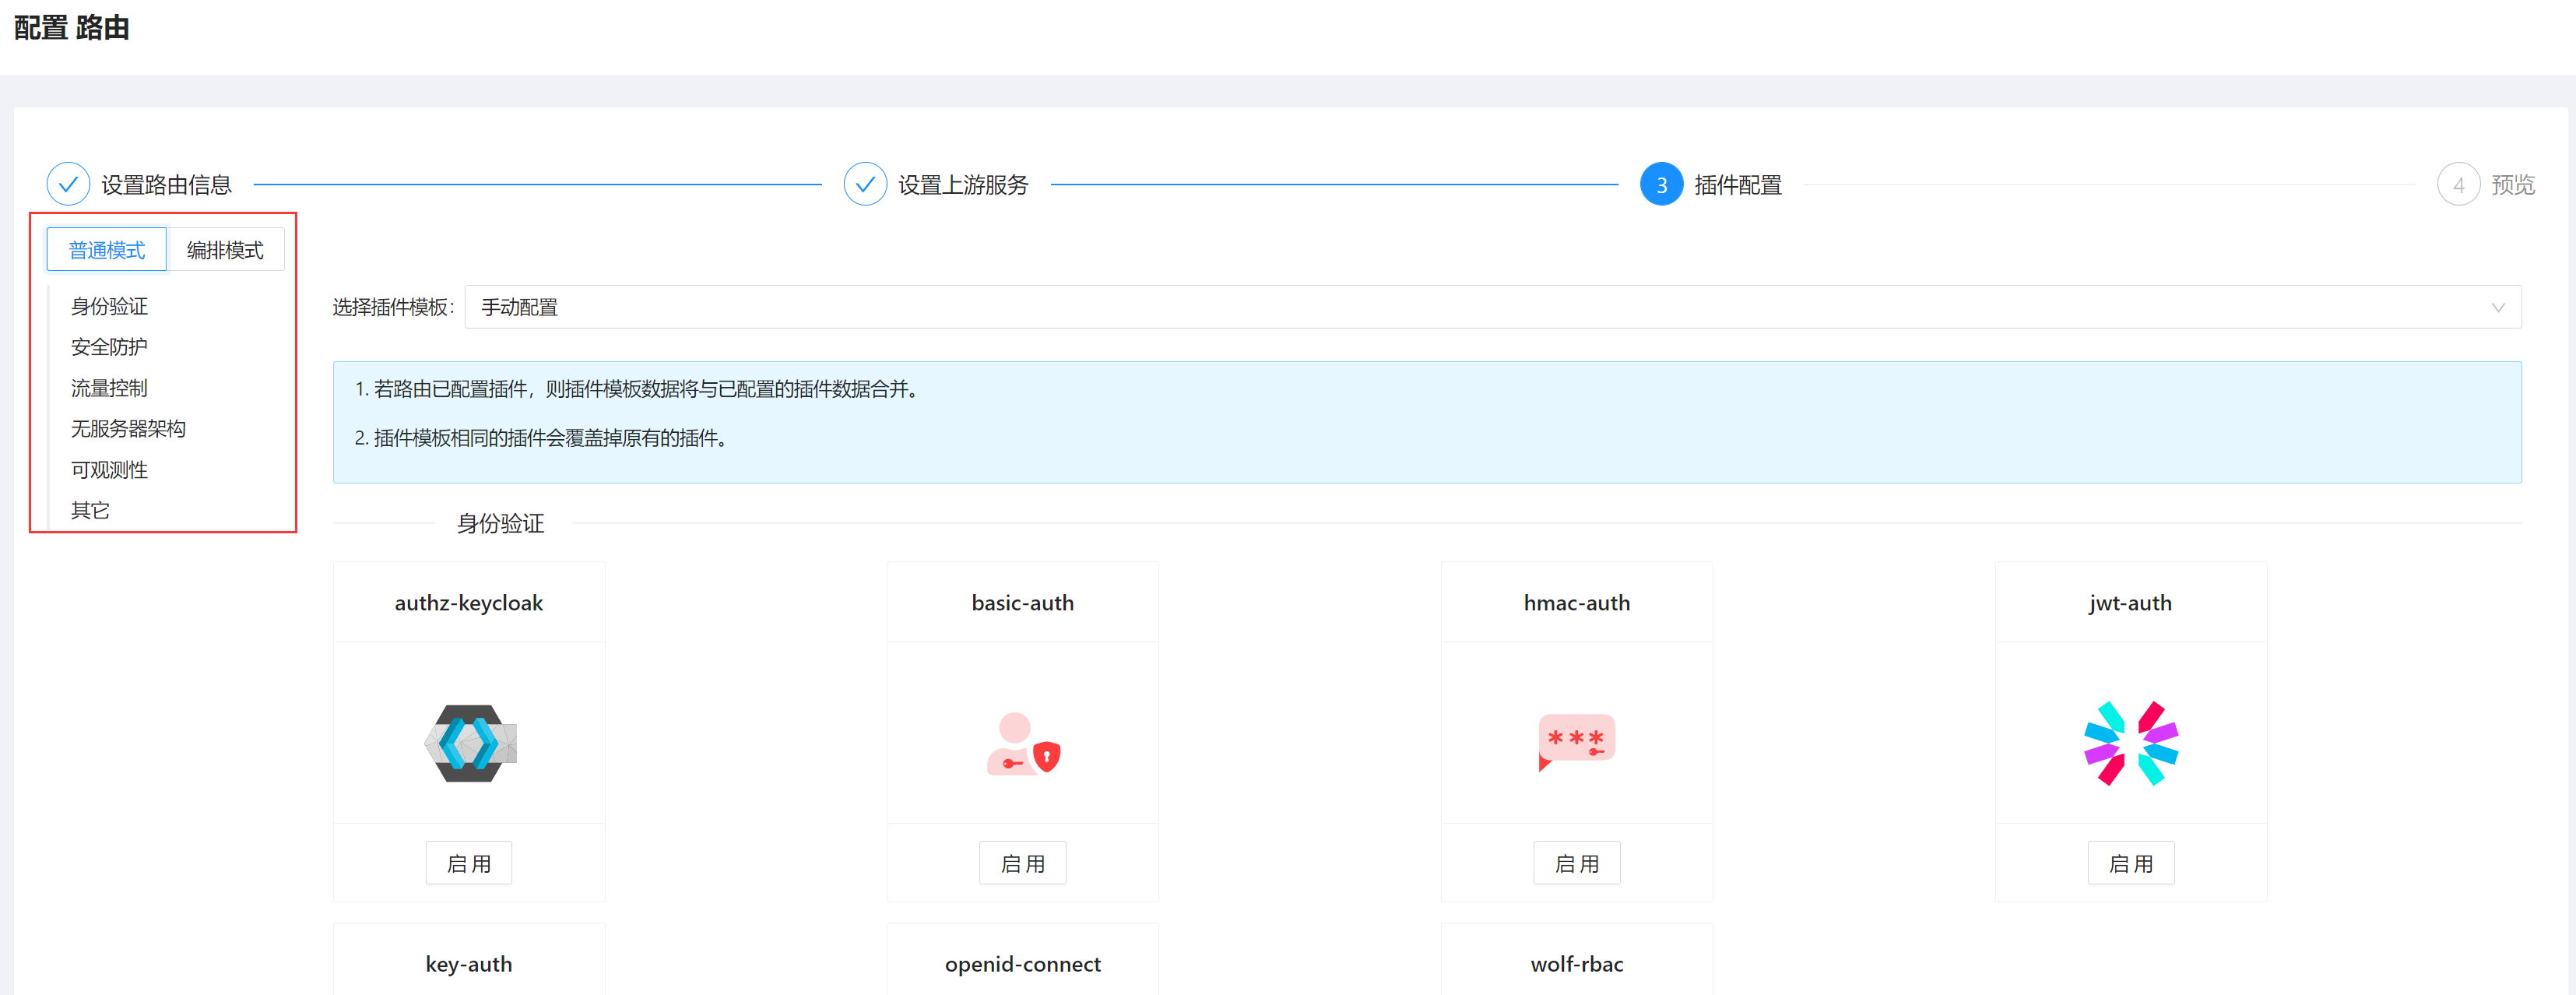 配置 路由
设置路由信息
设置上游服务
3 插件配置
4 预览
普通模式 编排模式
身份验证
安全防护
流量控制
无服务器架构
可观测性
其它
选择插件模板: 手动配置
1. 若路由已配置插件，则插件模板数据将与已配置的插件数据合并。
2. 插件模板相同的插件会覆盖掉原有的插件。
身份验证
authz-keycloak
basic-auth
hmac-auth
jwt-auth
***
启用
启用
启用
启用
key-auth
openid-connect
wolf-rbac